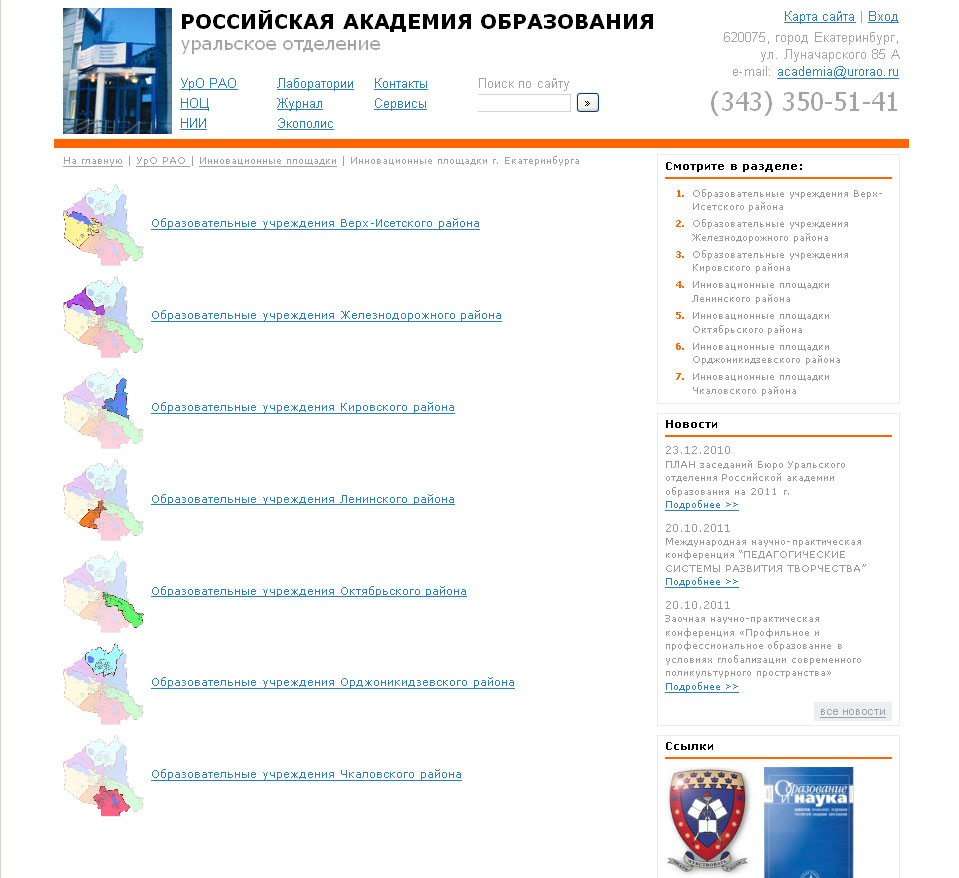 РОССИЙСКАЯ АКАДЕМИЯ ОБРАЗОВАНИЯ
уральское отделение
Карта сайта | Вход
620075, город Екатеринбург,
ул. Луначарского 85 А
e-mail: academia@urorao.ru
(343) 350-51-41
УрО РАО
Лаборатории
Контакты
НОЦ
Журнал
Сервисы
НИИ
Экополис
Поиск по сайту
»
На главную | УрО РАО | Инновационные площадки | Инновационные площадки г. Екатеринбурга
Образовательные учреждения Верх-Исетского района
Образовательные учреждения Железнодорожного района
Образовательные учреждения Кировского района
Образовательные учреждения Ленинского района
Образовательные учреждения Октябрьского района
Образовательные учреждения Орджоникидзевского района
Образовательные учреждения Чкаловского района
Смотрите в разделе:
1. Образовательные учреждения Верх-
Исетского района
2. Образовательные учреждения
Железнодорожного района
3. Образовательные учреждения
Кировского района
4. Инновационные площадки
Ленинского района
5. Инновационные площадки
Октябрьского района
6. Инновационные площадки
Орджоникидзевского района
7. Инновационные площадки
Чкаловского района
Новости
23.12.2010
ПЛАН заседаний Бюро Уральского
отделения Российской академии
образования на 2011 г.
Подробнее >>
20.10.2011
Международная научно-практическая
конференция "ПЕДАГОГИЧЕСКИЕ
СИСТЕМЫ РАЗВИТИЯ ТВОРЧЕСТВА"
Подробнее >>
20.10.2011
Заочная научно-практическая
конференция «Профильное и
профессиональное образование в
условиях глобализации современного
поликультурного пространства»
Подробнее >>
все новости
Ссылки
Образование
и наука